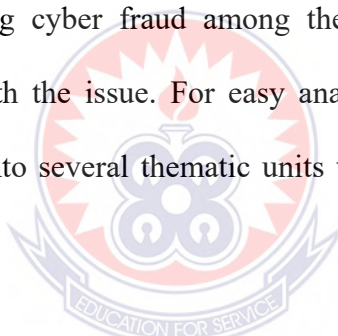 g cyber fraud among the
th the issue. For easy ana
to several thematic units
EDUCATION FOR SERVICE